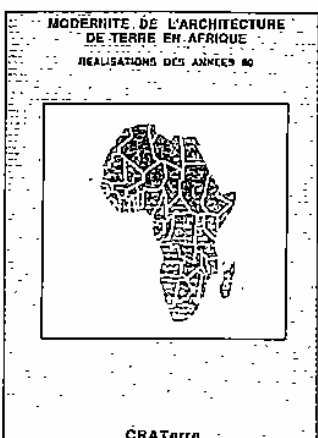 MODERNITE DE L'ARCHITECTURE
DE TERRE EN AFRIQUE
REALISATIONS DES ANNEES 80
CRATerre